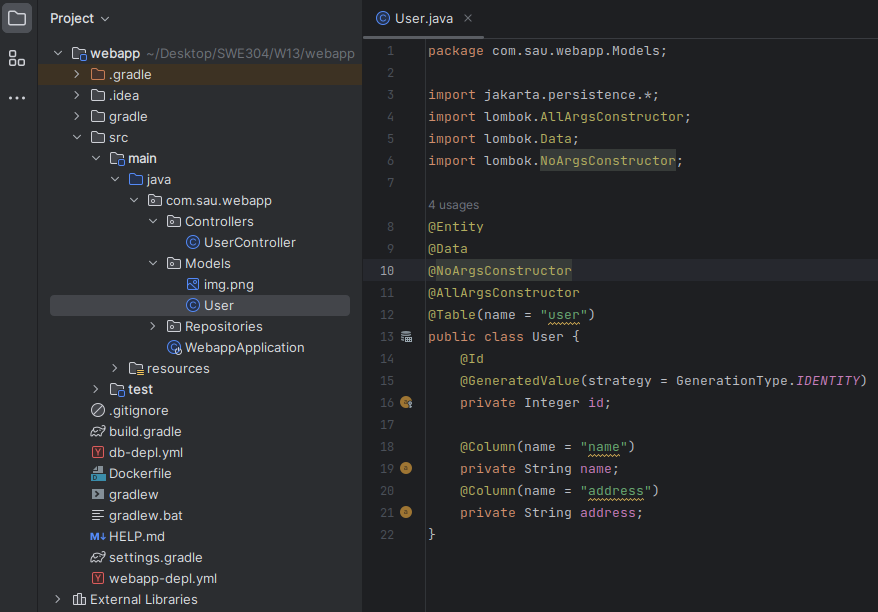 Project
webapp ~/Desktop/SWE304/W13/webapp
.gradle
.idea
gradle
src
main
java
com.sau.webapp
Controllers
UserController
Models
img.png
User
Repositories
WebappApplication
resources
test
.gitignore
build.gradle
db-depl.yml
Dockerfile
gradlew
gradlew.bat
HELP.md
settings.gradle
webapp-depl.yml
External Libraries
User.java
1 package com.sau.webapp.Models;
2
3 import jakarta.persistence.*;
4 import lombok.AllArgsConstructor;
5 import lombok.Data;
6 import lombok.NoArgsConstructor;
7
4 usages
8 @Entity
9 @Data
10 @NoArgsConstructor
11 @AllArgsConstructor
12 @Table(name = "user")
13 public class User {
14 @Id
15 @GeneratedValue(strategy = GenerationType.IDENTITY)
16 private Integer id;
17
18 @Column(name = "name")
19 private String name;
20 @Column(name = "address")
21 private String address;
22 }